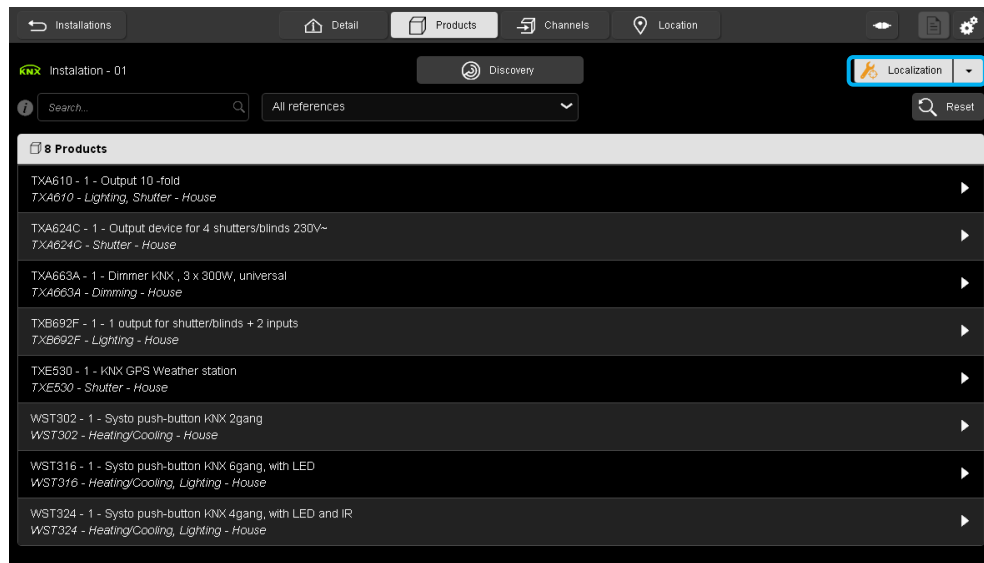 Installations
Detail
Products
Channels
Location
KNX Instalation - 01
Discovery
Localization
Search...
All references
Reset
8 Products
TXA610 - 1 - Output 10 -fold
TXA610 - Lighting, Shutter - House
TXA624C - 1 - Output device for 4 shutters/blinds 230V~
TXA624C - Shutter - House
TXA663A - 1 - Dimmer KNX , 3 x 300W, universal
TXA663A - Dimming - House
TXB692F - 1 - 1 output for shutter/blinds + 2 inputs
TXB692F - Lighting - House
TXE530 - 1 - KNX GPS Weather station
TXE530 - Shutter - House
WST302 - 1 - Systo push-button KNX 2gang
WST302 - Heating/Cooling - House
WST316 - 1 - Systo push-button KNX 6gang, with LED
WST316 - Heating/Cooling, Lighting - House
WST324 - 1 - Systo push-button KNX 4gang, with LED and IR
WST324 - Heating/Cooling, Lighting - House